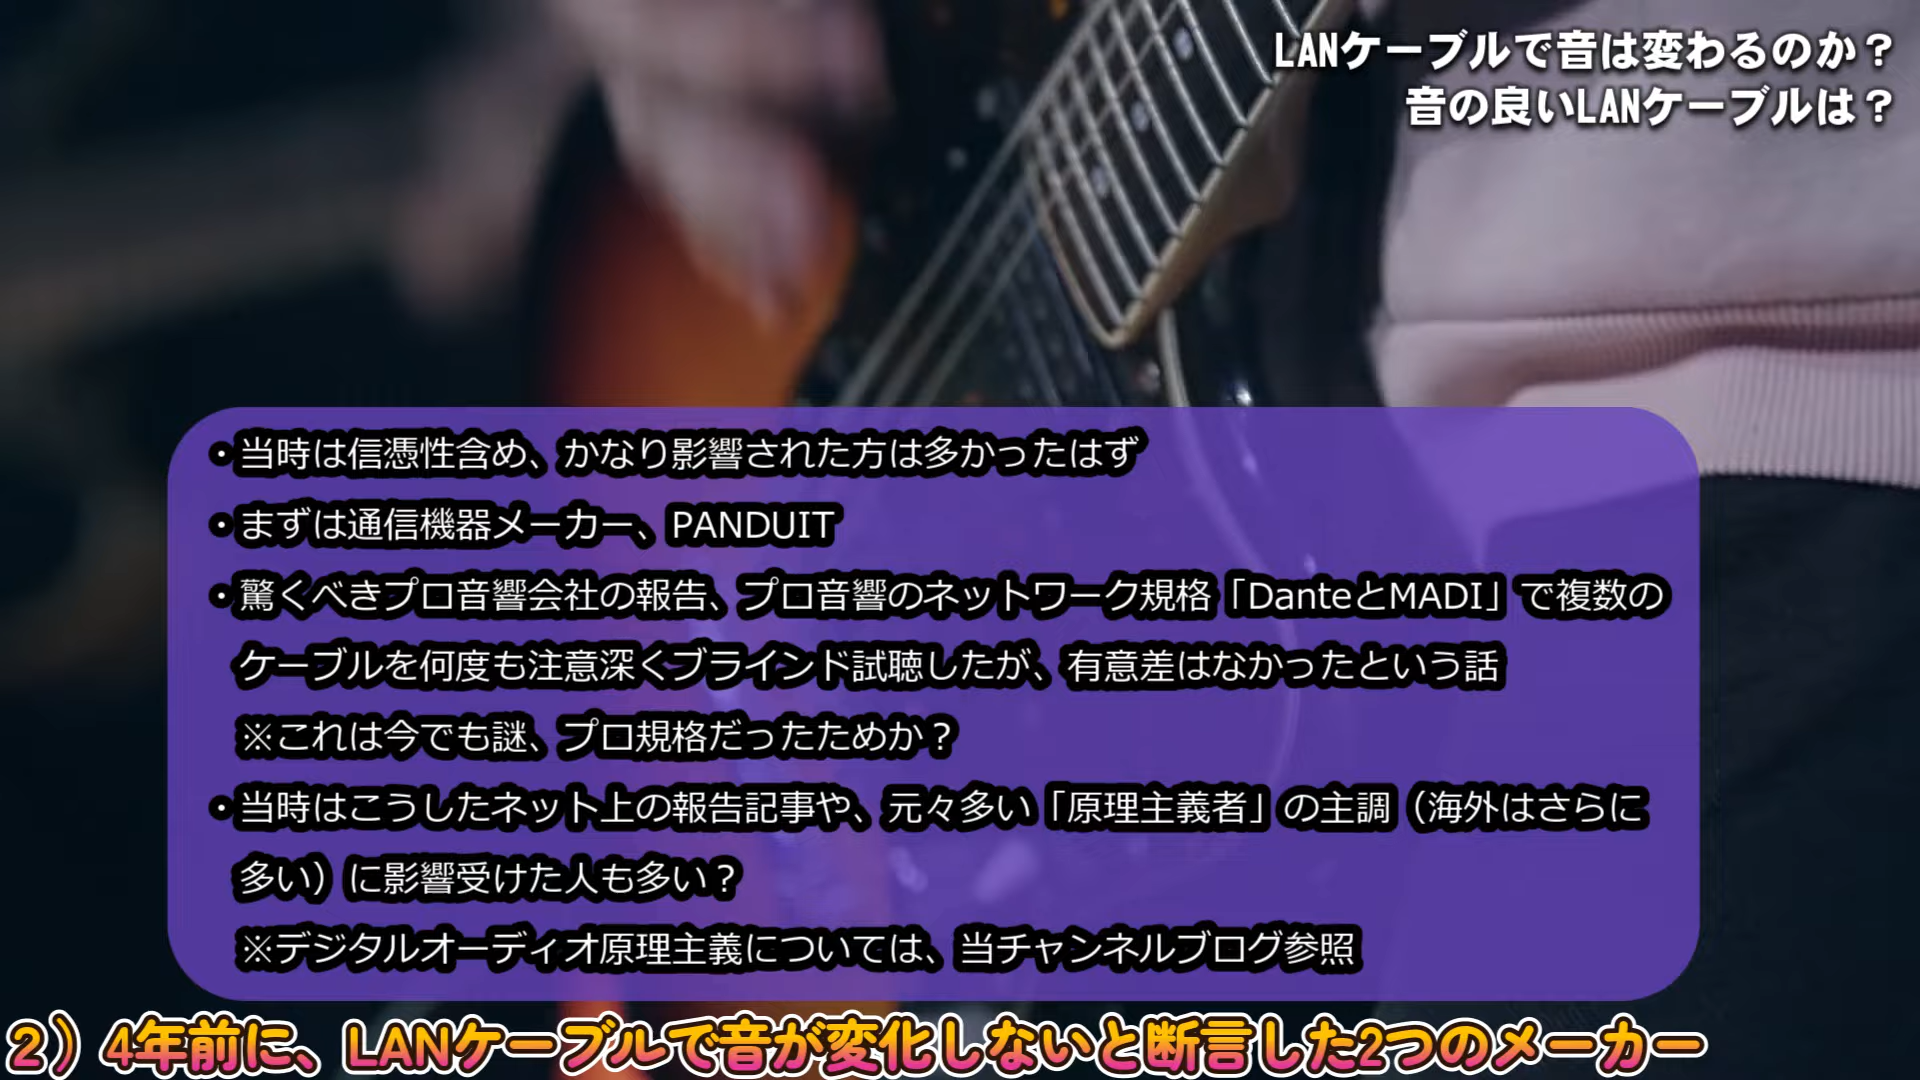 LANケーブルで音は変わるのか？
音の良いLANケーブルは？
・当時は信憑性含め、かなり影響された方は多かったはず
・まずは通信機器メーカー、PANDUIT
・驚くべきプロ音響会社の報告、プロ音響のネットワーク規格「DanteとMADI」で複数の
ケーブルを何度も注意深くブラインド試聴したが、有意差はなかったという話
※これは今でも謎、プロ規格だったためか？
・当時はこうしたネット上の報告記事や、元々多い「原理主義者」の主調（海外はさらに
多い）に影響受けた人も多い？
※デジタルオーディオ原理主義については、当チャンネルブログ参照
２）4年前に、LANケーブルで音が変化しないと断言した2つのメーカー